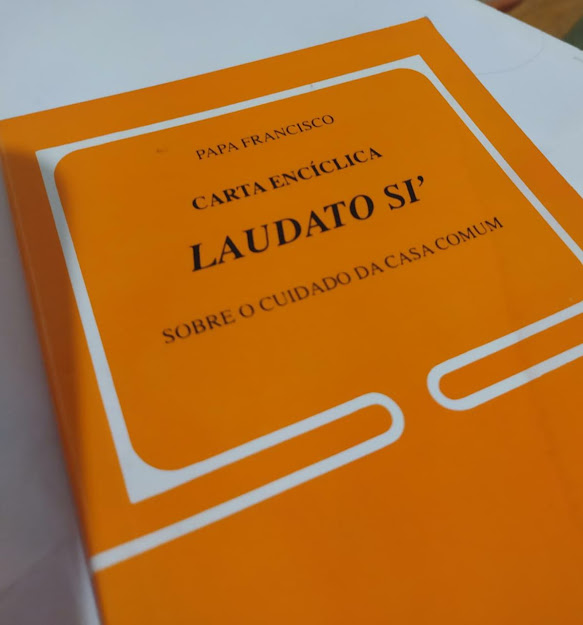 PAPA FRANCISCO
CARTA ENCÍCLICA
LAUDATO SI’
SOBRE O CUIDADO DA CASA COMUM